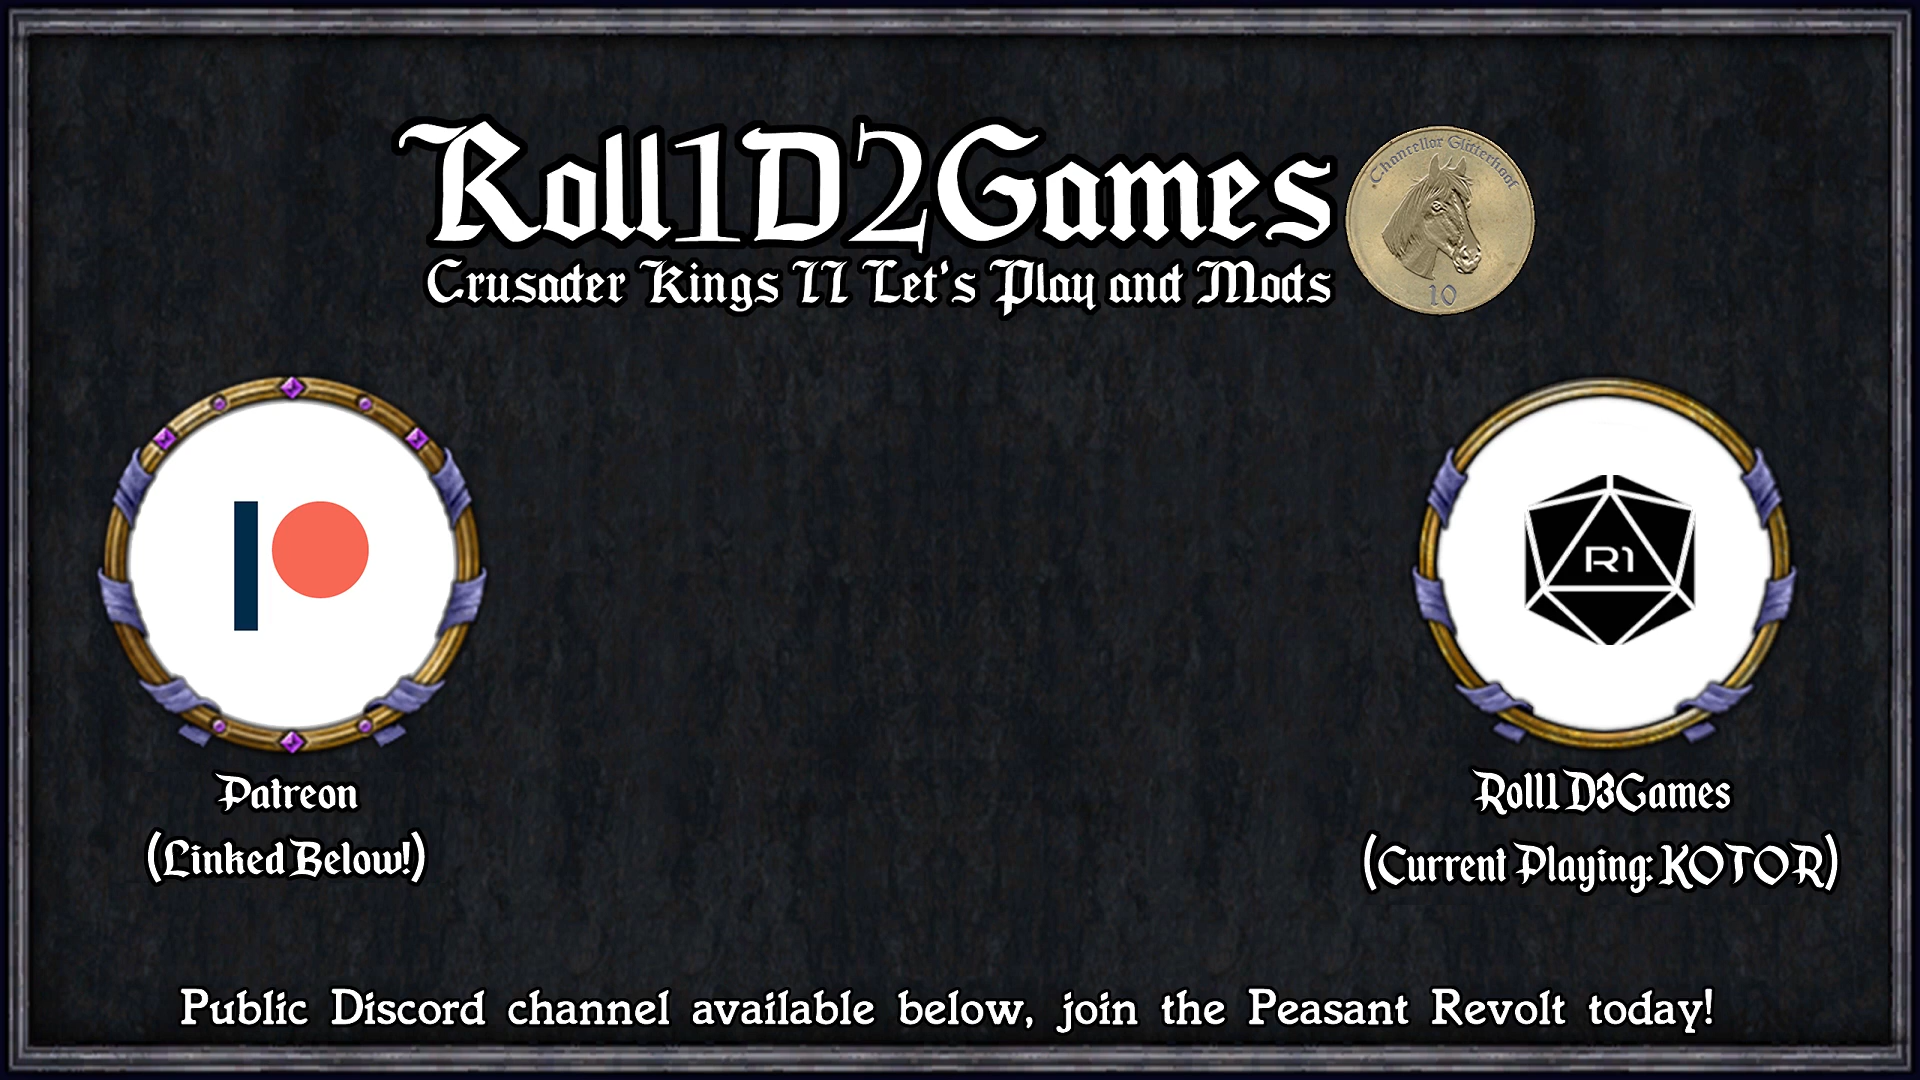 Roll1D2Games
Crusader Kings II Let's Play and Mods
Chancellor Glitterhoof
10
R1
Patreon
(Linked Below!)
Roll1D3Games
(Current Playing: KOTOR)
Public Discord channel available below, join the Peasant Revolt today!